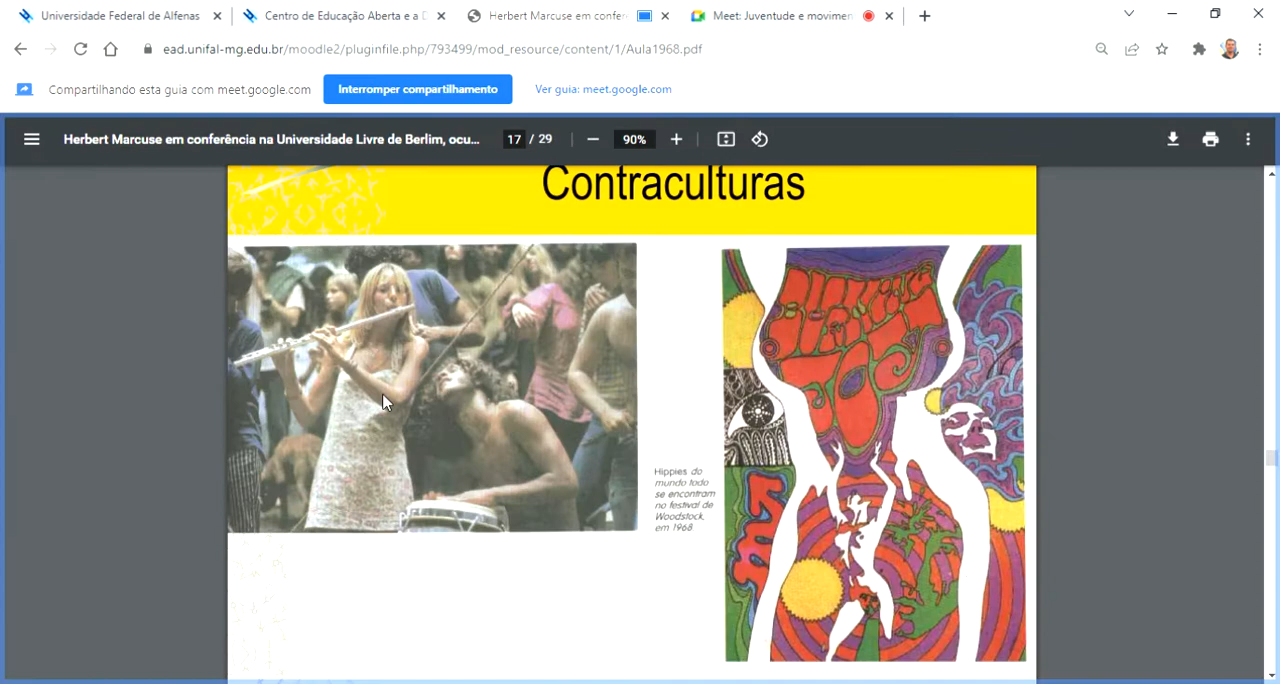 Universidade Federal de Alfenas
Centro de Educação Aberta e a D
Herbert Marcuse em confer
Meet: Juventude e movimen
ead.unifal-mg.edu.br/moodle2/pluginfile.php/793499/mod_resource/content/1/Aula1968.pdf
Compartilhando esta guia com meet.google.com
Interromper compartilhamento
Ver guia: meet.google.com
Herbert Marcuse em conferência na Universidade Livre de Berlim, ocu...
17 / 29
90%
Contraculturas
Hippies do
mundo todo
se encontram
no festival de
Woodstock,
em 1968.